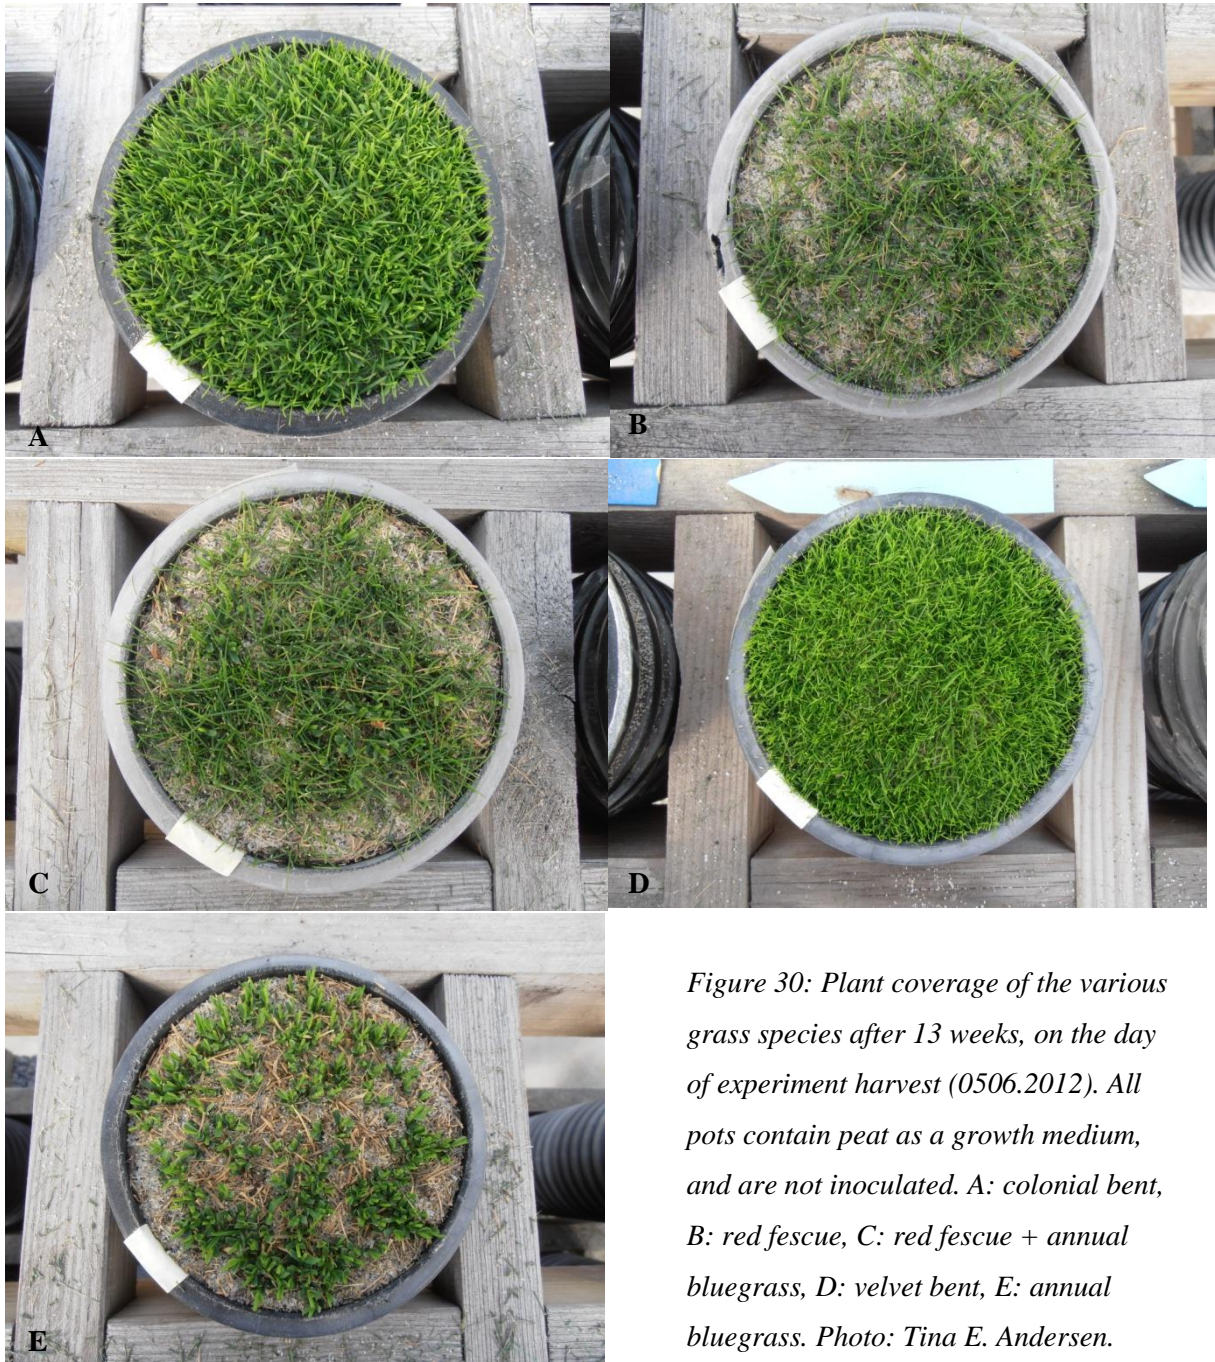 A
B
C
D
E
Figure 30: Plant coverage of the various
grass species after 13 weeks, on the day
of experiment harvest (0506.2012). All
pots contain peat as a growth medium,
and are not inoculated. A: colonial bent,
B: red fescue, C: red fescue + annual
bluegrass, D: velvet bent, E: annual
bluegrass. Photo: Tina E. Andersen.